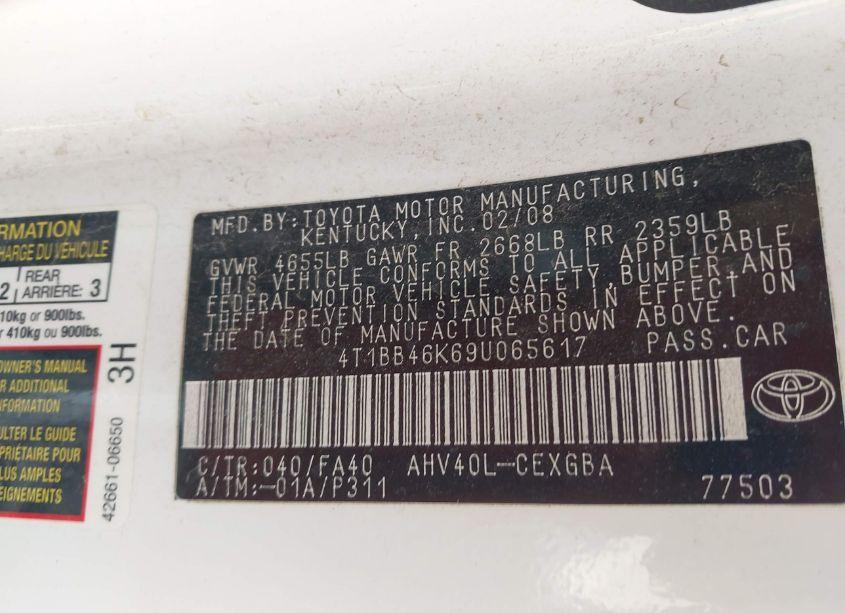 RMATION
CHARGE DU VÉHICULE
2 REAR ARRIÈRE: 3
10kg or 900lbs.
r 410kg ou 900lbs.
OWNER'S MANUAL
R ADDITIONAL
NFORMATION
ULTER LE GUIDE
PRIÉTAIRE POUR
PLUS AMPLES
EIGNEMENTS
3H
42661-06650
MFD.BY:TOYOTA MOTOR MANUFACTURING,
KENTUCKY,INC.02/08
GVWR 4655LB GAWR FR 2668LB RR 2359LB
THIS VEHICLE CONFORMS TO ALL APPLICABLE
FEDERAL MOTOR VEHICLE SAFETY,BUMPER,AND
THEFT PREVENTION STANDARDS IN EFFECT ON
THE DATE OF MANUFACTURE SHOWN ABOVE.
4T1BB46K69U065617 PASS.CAR
C/TR:040/FA40 AHV40L-CEXGBA
A/TM:-01A/P311 77503